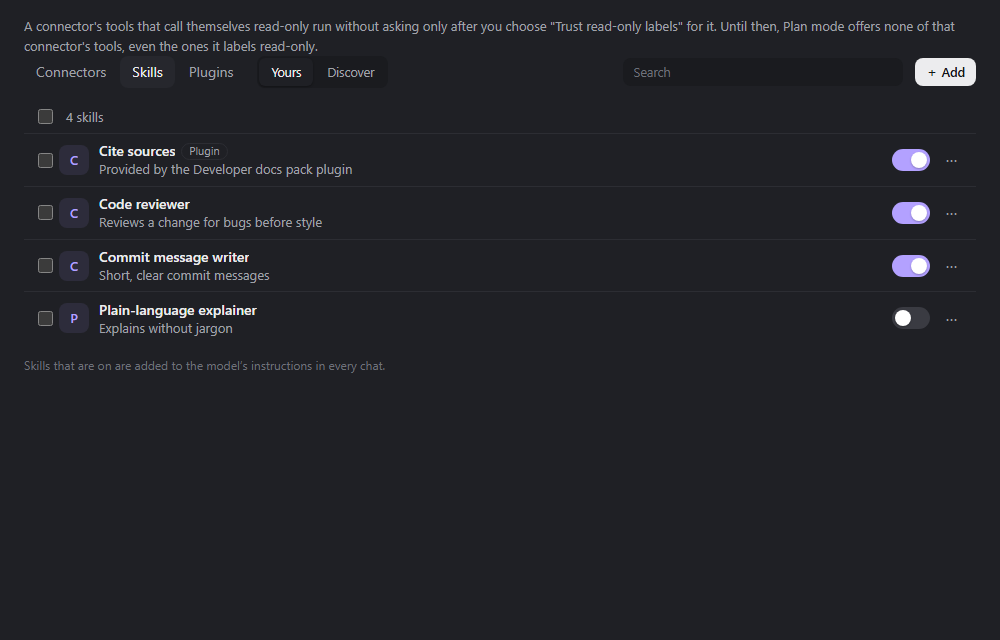 A connector's tools that call themselves read-only run without asking only after you choose "Trust read-only labels" for it. Until then, Plan mode offers none of that
connector's tools, even the ones it labels read-only.
Connectors Skills Plugins Yours Discover Search + Add
4 skills
C Cite sources Plugin
Provided by the Developer docs pack plugin
C Code reviewer
Reviews a change for bugs before style
C Commit message writer
Short, clear commit messages
P Plain-language explainer
Explains without jargon
Skills that are on are added to the model's instructions in every chat.